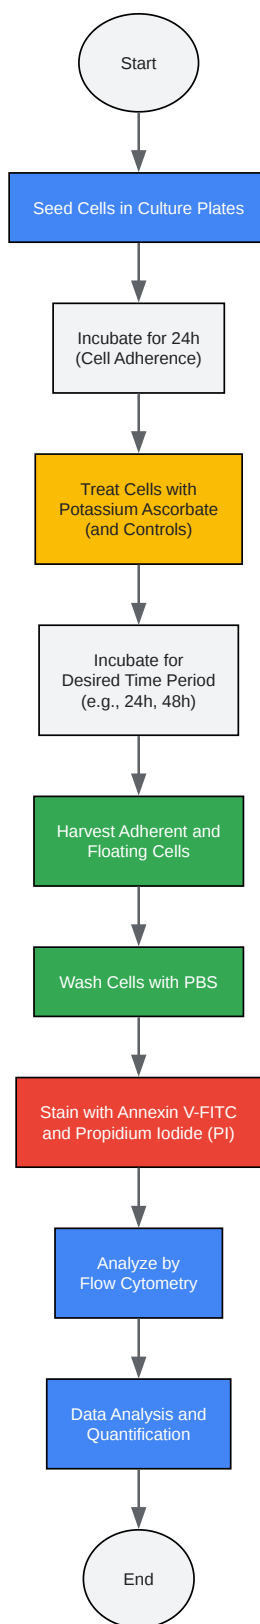 Start
Seed Cells in Culture Plates
Incubate for 24h
(Cell Adherence)
Treat Cells with
Potassium Ascorbate
(and Controls)
Incubate for
Desired Time Period
(e.g., 24h, 48h)
Harvest Adherent and
Floating Cells
Wash Cells with PBS
Stain with Annexin V-FITC
and Propidium Iodide (PI)
Analyze by
Flow Cytometry
Data Analysis and
Quantification
End